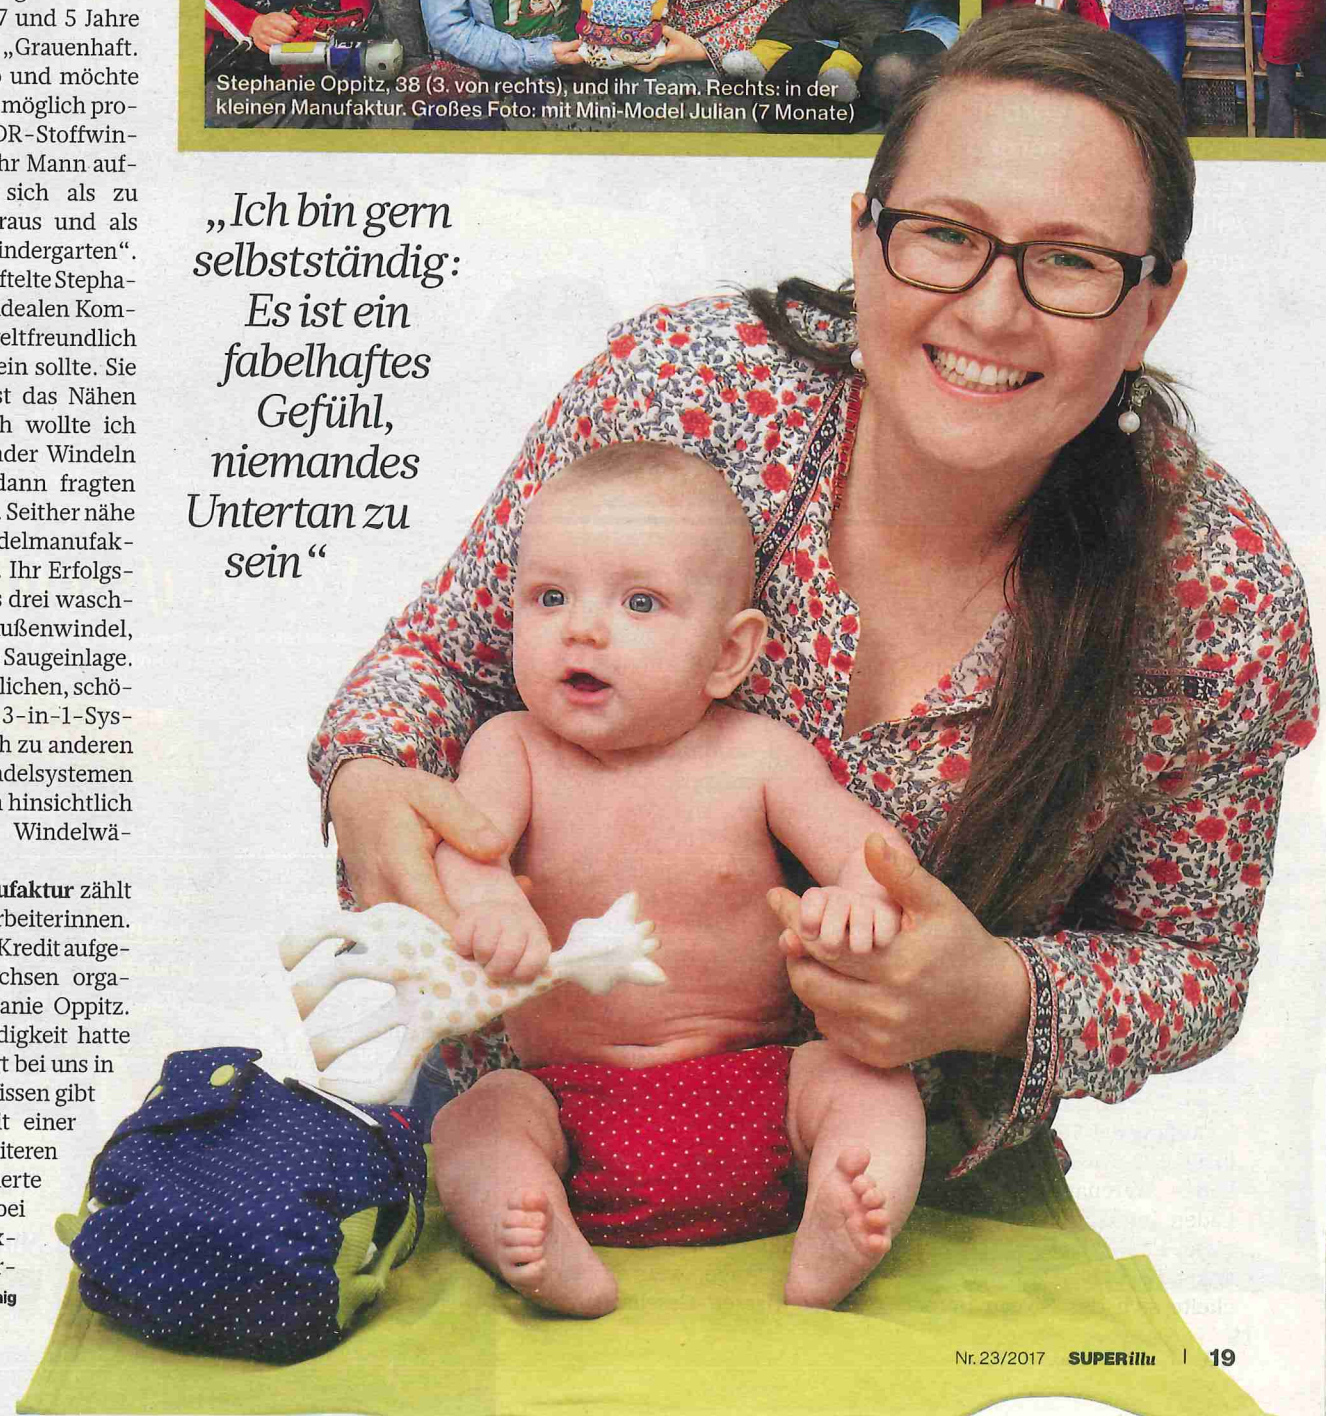 7 und 5 Jahre
„Grauenhaft.
und möchte
möglich pro-
DR-Stoffwin-
hr Mann auf-
sich als zu
raus und als
indergarten“.
ftelte Stepha-
dealen Kom-
eltfreundlich
ein sollte. Sie
st das Nähen
h wollte ich
nder Windeln
dann fragten
. Seither nähe
delmanufak-
. Ihr Erfolgs-
s drei wasch-
ußenwindel,
Saugeinlage.
lichen, schö-
3-in-1-Sys-
h zu anderen
ndelsystemen
n hinsichtlich
Windelwä-
ufaktur zählt
rbeiterinnen.
Kredit aufge-
chsen orga-
anie Oppitz.
digkeit hatte
rt bei uns in
issen gibt
lt einer
iteren
ierte
bei
x-
r-
nig
Stephanie Oppitz, 38 (3. von rechts), und ihr Team. Rechts: in der
kleinen Manufaktur. Großes Foto: mit Mini-Model Julian (7 Monate)
„Ich bin gern
selbstständig:
Es ist ein
fabelhaftes
Gefühl,
niemandes
Untertan zu
sein“
Nr. 23/2017 SUPERillu | 19